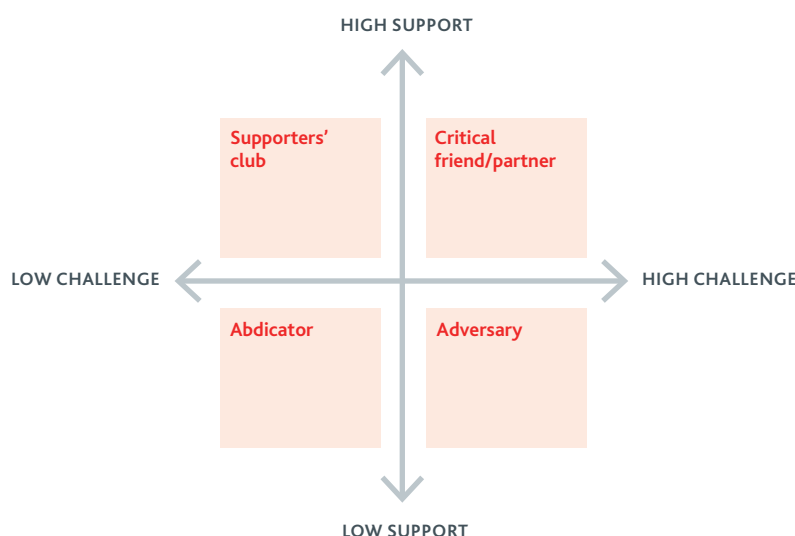 HIGH SUPPORT
Supporters’
club
Critical
friend/partner
LOW CHALLENGE
HIGH CHALLENGE
Abdicator
Adversary
LOW SUPPORT